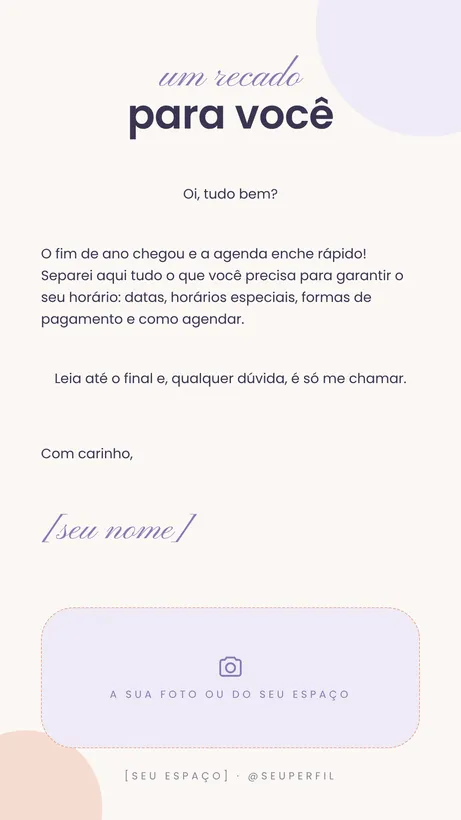 um recado
para você
Oi, tudo bem?
O fim de ano chegou e a agenda enche rápido!
Separei aqui tudo o que você precisa para garantir o
seu horário: datas, horários especiais, formas de
pagamento e como agendar.
Leia até o final e, qualquer dúvida, é só me chamar.
Com carinho,
[seu nome]
A SUA FOTO OU DO SEU ESPAÇO
[SEU ESPAÇO] · @SEUPERFIL